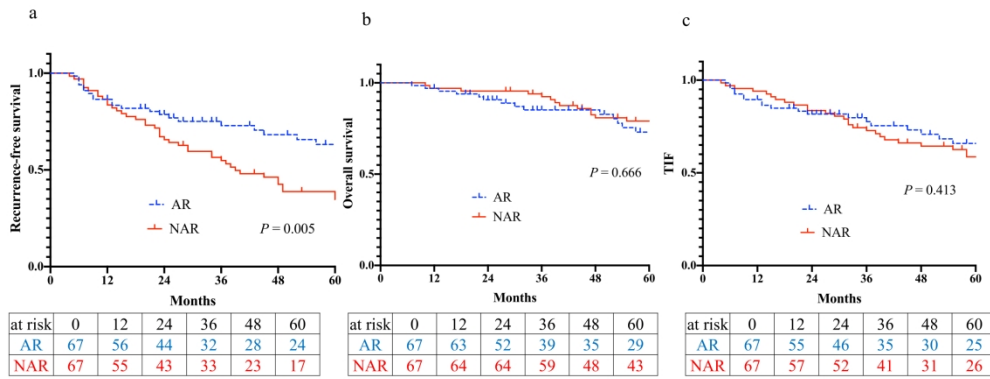 a
Recurrence-free survival
1.0
0.5
0.0
0 12 24 36 48 60
Months
AR
NAR
P = 0.005
at risk 0 12 24 36 48 60
AR 67 56 44 32 28 24
NAR 67 55 43 33 23 17
b
Overall survival
1.0
0.5
0.0
0 12 24 36 48 60
Months
P = 0.666
AR
NAR
at risk 0 12 24 36 48 60
AR 67 63 52 39 35 29
NAR 67 64 64 59 48 43
c
TIF
1.0
0.5
0.0
0 12 24 36 48 60
Months
P = 0.413
AR
NAR
at risk 0 12 24 36 48 60
AR 67 55 46 35 30 25
NAR 67 57 52 41 31 26